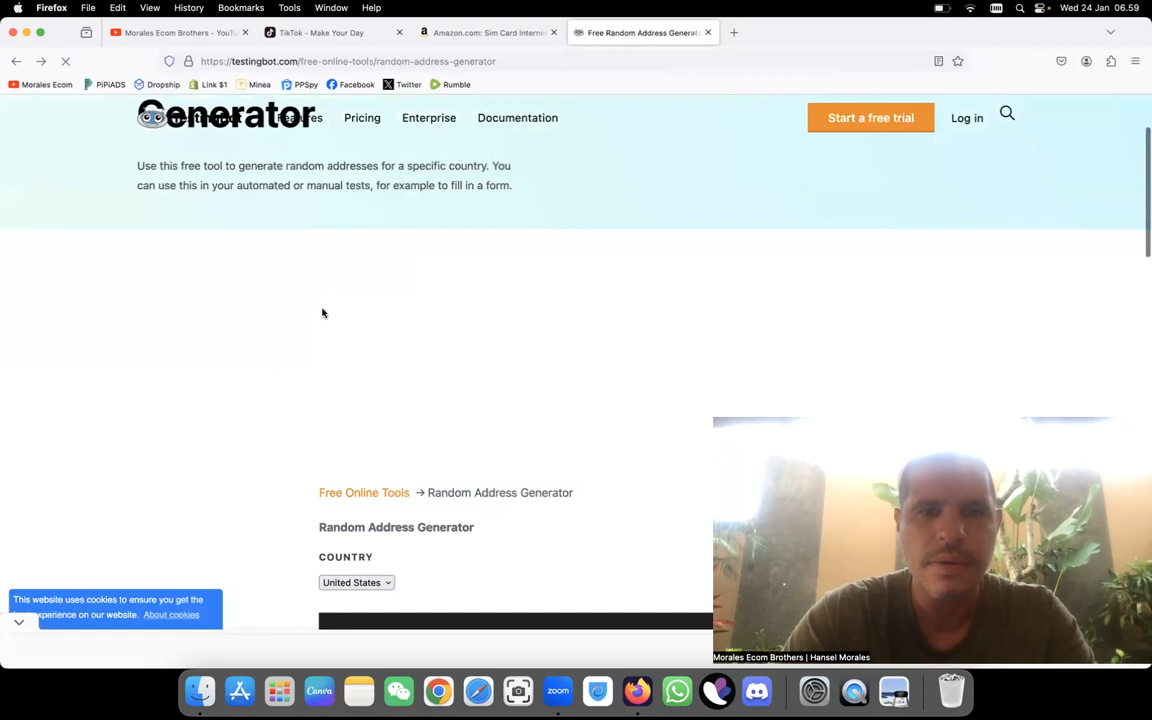 Firefox File Edit View History Bookmarks Tools Window Help Wed 24 Jan 06.59
Morales Ecom Brothers - YouTu TikTok - Make Your Day Amazon.com: Sim Card Interne Free Random Address Generato
https://testingbot.com/free-online-tools/random-address-generator
Morales Ecom PiPiADS Dropship Link $1 Minea PPSpy Facebook Twitter Rumble
Generator
Features Pricing Enterprise Documentation Start a free trial Log in
Use this free tool to generate random addresses for a specific country. You
can use this in your automated or manual tests, for example to fill in a form.
Free Online Tools → Random Address Generator
Random Address Generator
COUNTRY
United States
This website uses cookies to ensure you get the
experience on our website. About cookies
Morales Ecom Brothers | Hansel Morales
Canva
zoom